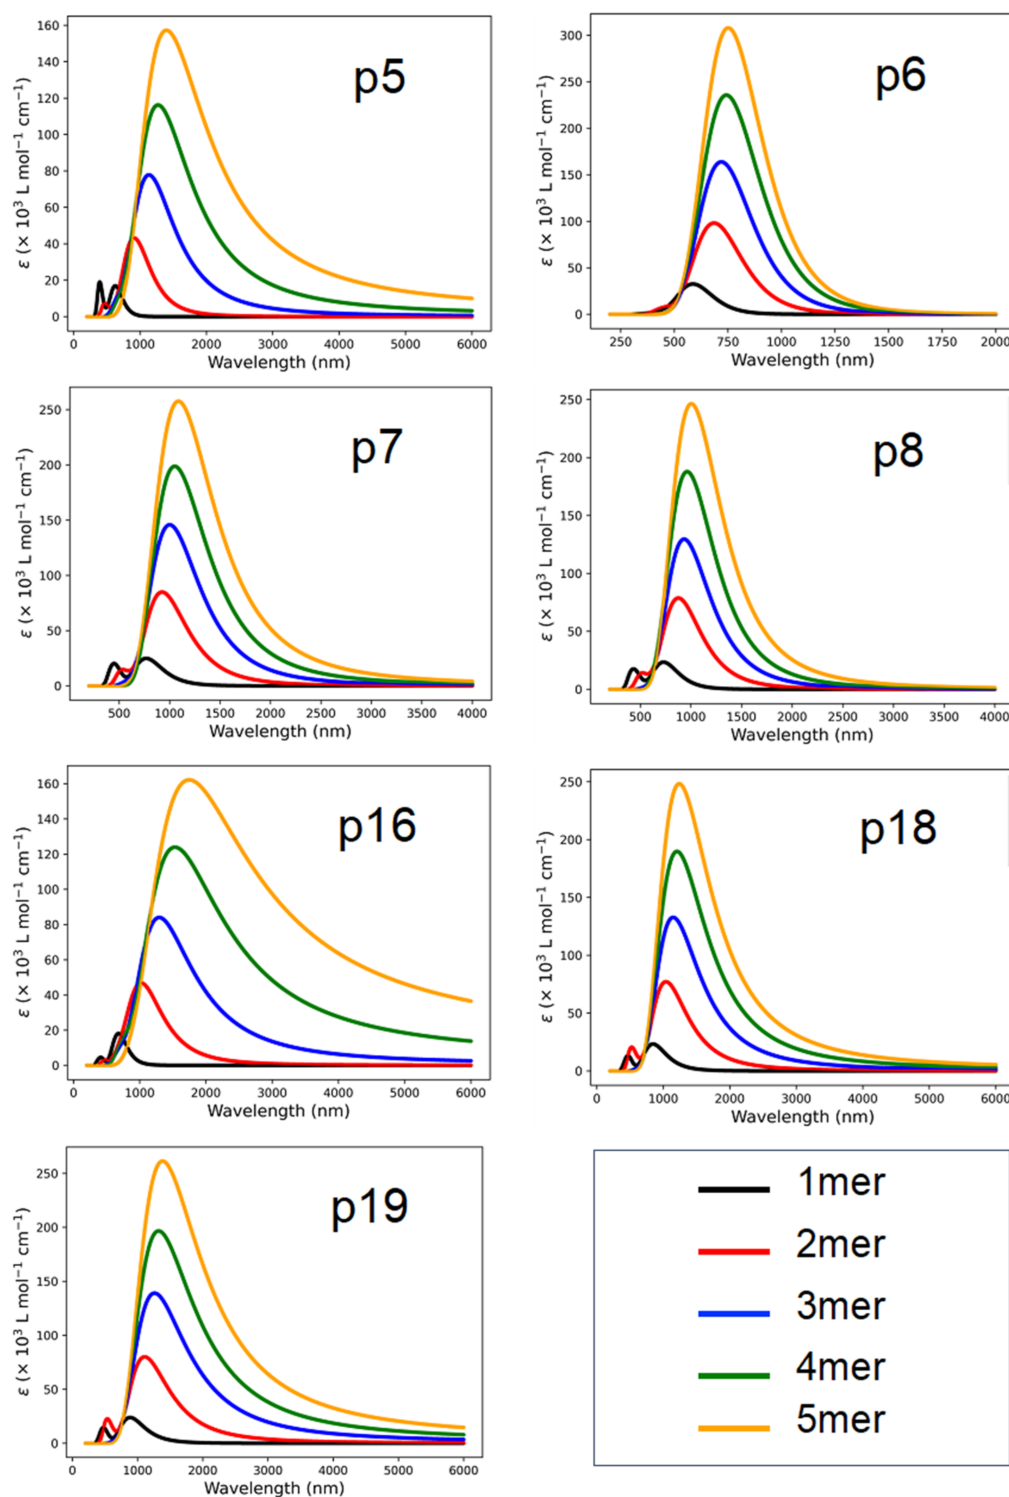 p5
ε (× 10³ L mol⁻¹ cm⁻¹)
160
140
120
100
80
60
40
20
0
0 1000 2000 3000 4000 5000 6000
Wavelength (nm)
p6
ε (× 10³ L mol⁻¹ cm⁻¹)
300
250
200
150
100
50
0
250 500 750 1000 1250 1500 1750 2000
Wavelength (nm)
p7
ε (× 10³ L mol⁻¹ cm⁻¹)
250
200
150
100
50
0
500 1000 1500 2000 2500 3000 3500 4000
Wavelength (nm)
p8
ε (× 10³ L mol⁻¹ cm⁻¹)
250
200
150
100
50
0
500 1000 1500 2000 2500 3000 3500 4000
Wavelength (nm)
p16
ε (× 10³ L mol⁻¹ cm⁻¹)
160
140
120
100
80
60
40
20
0
0 1000 2000 3000 4000 5000 6000
Wavelength (nm)
p18
ε (× 10³ L mol⁻¹ cm⁻¹)
250
200
150
100
50
0
0 1000 2000 3000 4000 5000 6000
Wavelength (nm)
p19
ε (× 10³ L mol⁻¹ cm⁻¹)
250
200
150
100
50
0
0 1000 2000 3000 4000 5000 6000
Wavelength (nm)
1mer
2mer
3mer
4mer
5mer